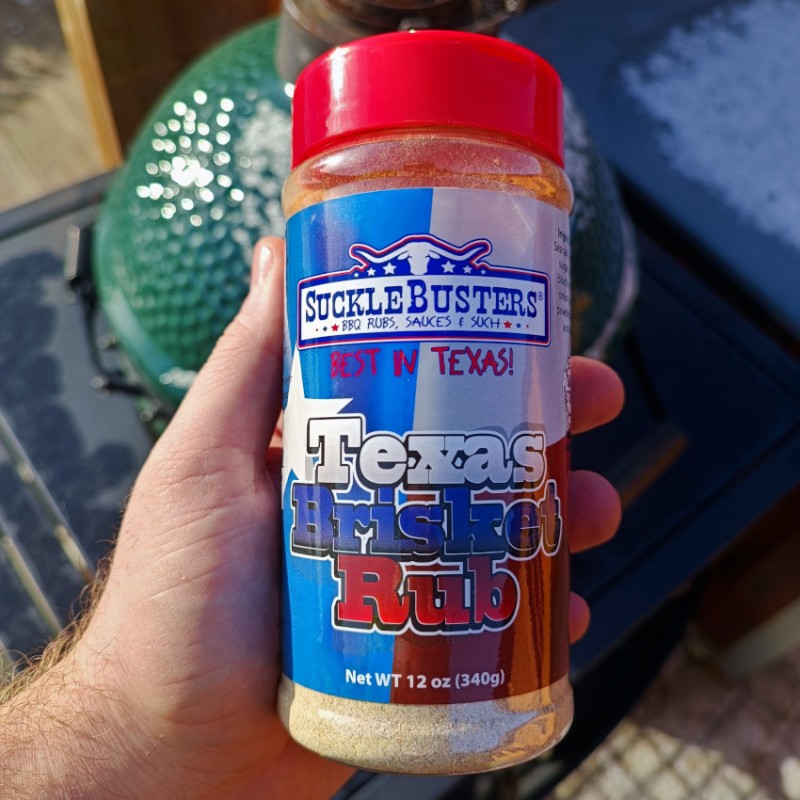 SUCKLEBUSTERS®
BBQ RUBS, SAUCES & SUCH
BEST IN TEXAS!
Texas
Brisket
Rub
Net WT 12 oz (340g)